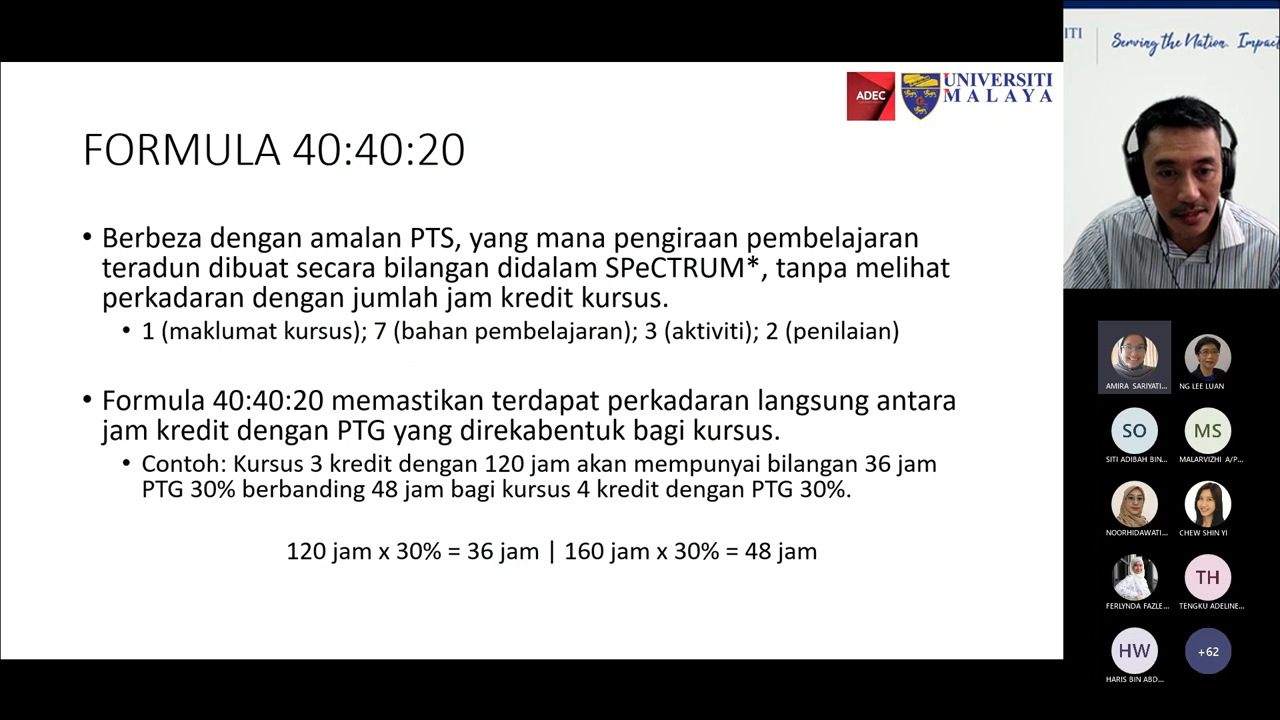 ADEC
UNIVERSITI
MALAYA
FORMULA 40:40:20
• Berbeza dengan amalan PTS, yang mana pengiraan pembelajaran
teradun dibuat secara bilangan didalam SPeCTRUM*, tanpa melihat
perkadaran dengan jumlah jam kredit kursus.
• 1 (maklumat kursus); 7 (bahan pembelajaran); 3 (aktiviti); 2 (penilaian)
• Formula 40:40:20 memastikan terdapat perkadaran langsung antara
jam kredit dengan PTG yang direkabentuk bagi kursus.
• Contoh: Kursus 3 kredit dengan 120 jam akan mempunyai bilangan 36 jam
PTG 30% berbanding 48 jam bagi kursus 4 kredit dengan PTG 30%.
120 jam x 30% = 36 jam | 160 jam x 30% = 48 jam
ITI
Serving the Nation. Impact
AMIRA SARIYATI...
NG LEE LUAN
SO
MS
SITI ADIBAH BIN...
MALARVIZHI A/P...
NOORHIDAWATI...
CHEW SHIN YI
TH
FERLYNDA FAZLE...
TENGKU ADELINE...
HW
+62
HARIS BIN ABD...